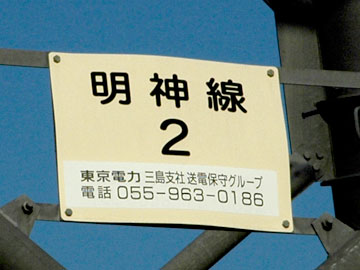 明神線
2
東京電力 三島支社 送電保守グループ
電話 055-963-0186